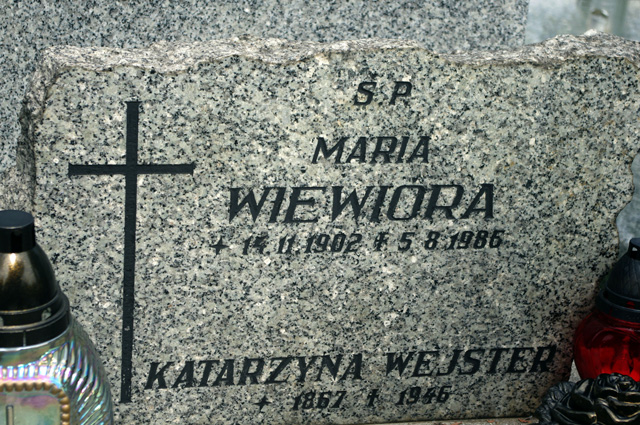 Ś.P.
MARIA
WIEWIÓRA
+ 14.11.1902 ✝ 5.8.1986
KATARZYNA WEJSTER
+ 1867 ✝ 1946